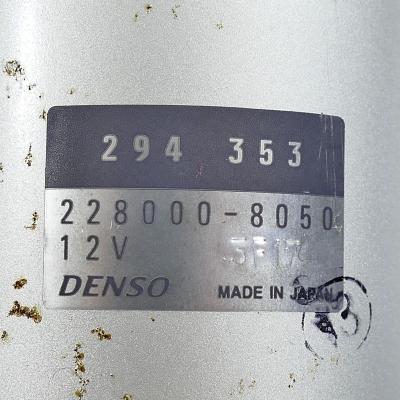 294 353
228000-8050
12V
DENSO MADE IN JAPAN